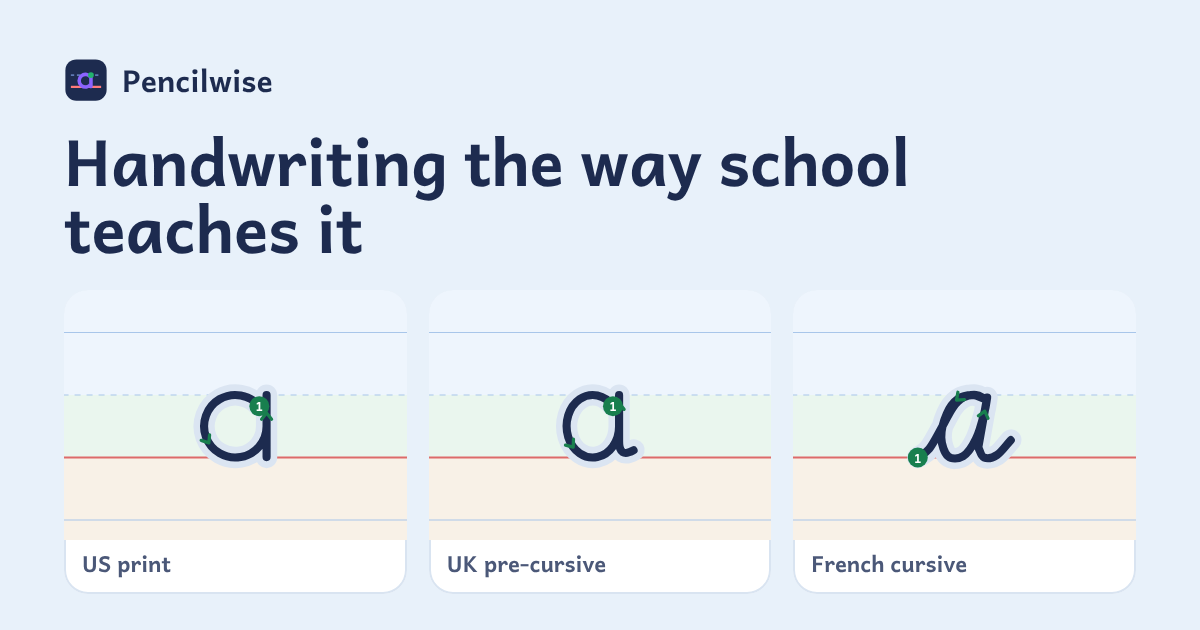 a
Pencilwise
Handwriting the way school
teaches it
a a a
1 1 1
US print UK pre-cursive French cursive